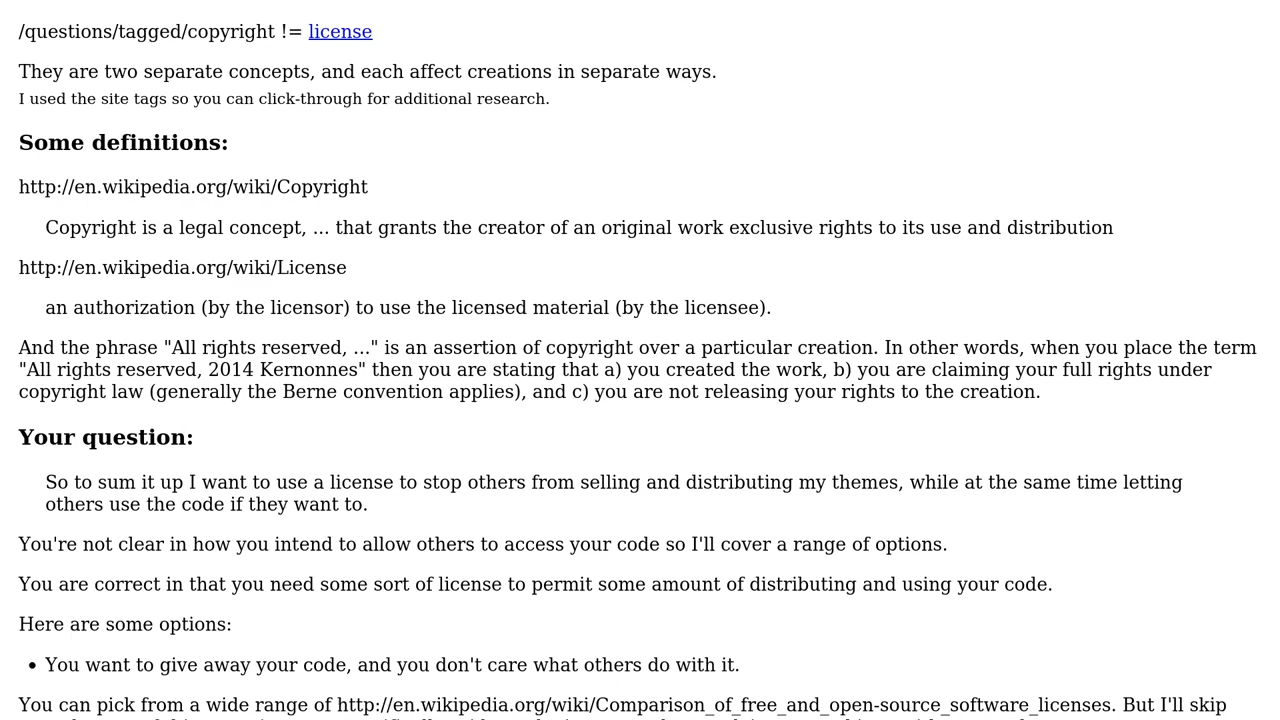 /questions/tagged/copyright != license
They are two separate concepts, and each affect creations in separate ways.
I used the site tags so you can click-through for additional research.
Some definitions:
http://en.wikipedia.org/wiki/Copyright
Copyright is a legal concept, ... that grants the creator of an original work exclusive rights to its use and distribution
http://en.wikipedia.org/wiki/License
an authorization (by the licensor) to use the licensed material (by the licensee).
And the phrase "All rights reserved, ..." is an assertion of copyright over a particular creation. In other words, when you place the term
"All rights reserved, 2014 Kernonnes" then you are stating that a) you created the work, b) you are claiming your full rights under
copyright law (generally the Berne convention applies), and c) you are not releasing your rights to the creation.
Your question:
So to sum it up I want to use a license to stop others from selling and distributing my themes, while at the same time letting
others use the code if they want to.
You're not clear in how you intend to allow others to access your code so I'll cover a range of options.
You are correct in that you need some sort of license to permit some amount of distributing and using your code.
Here are some options:
• You want to give away your code, and you don't care what others do with it.
You can pick from a wide range of http://en.wikipedia.org/wiki/Comparison_of_free_and_open-source_software_licenses. But I'll skip